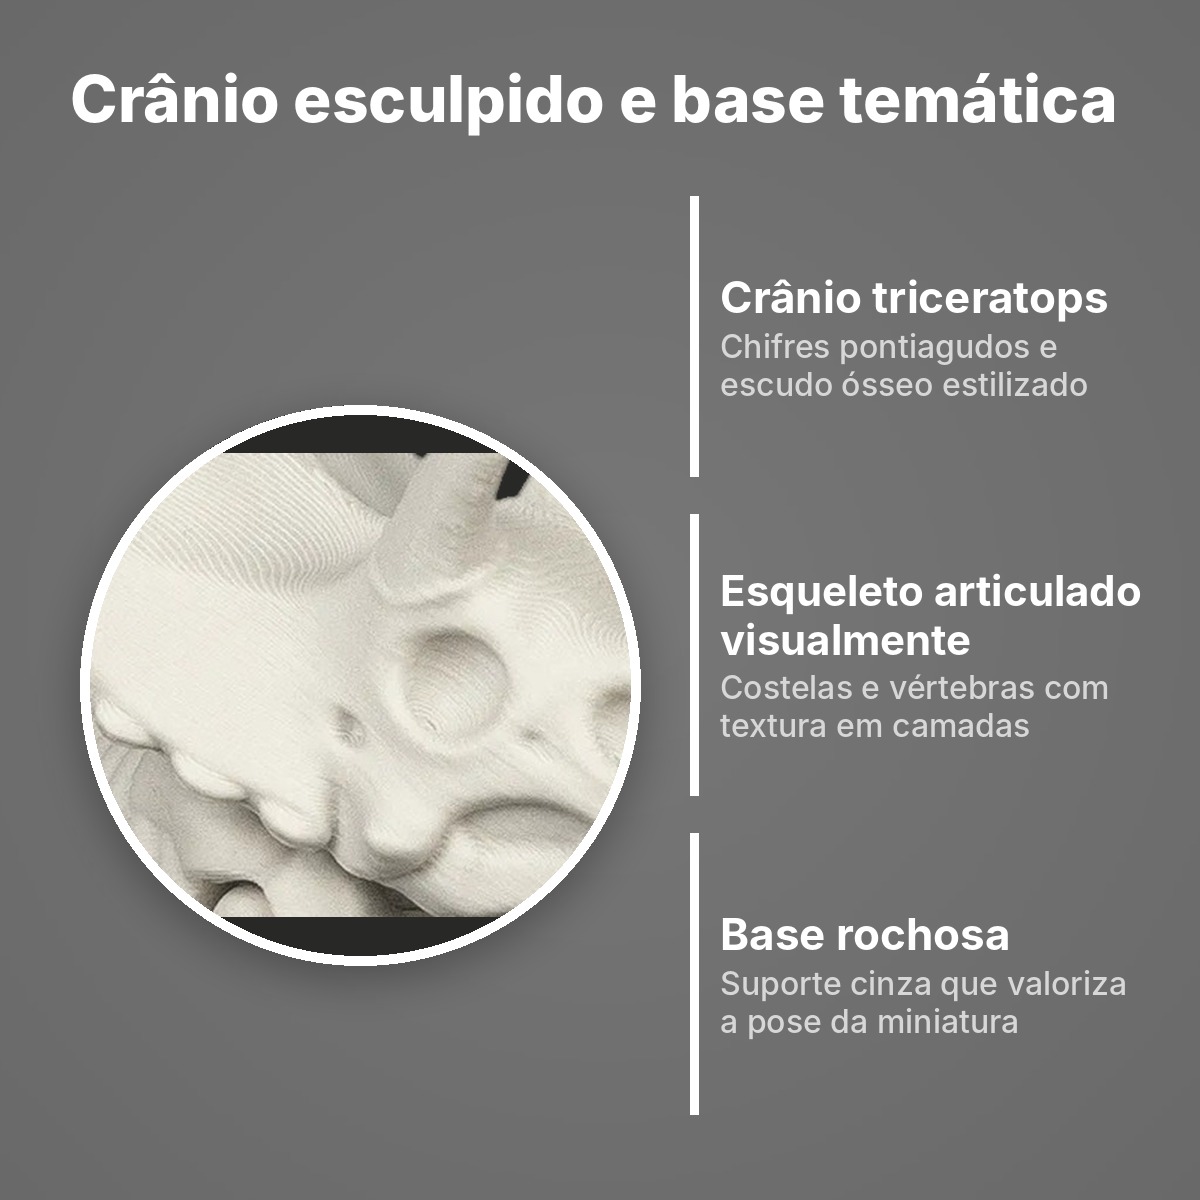 Crânio esculpido e base temática
Crânio triceratops
Chifres pontiagudos e
escudo ósseo estilizado
Esqueleto articulado
visualmente
Costelas e vértebras com
textura em camadas
Base rochosa
Suporte cinza que valoriza
a pose da miniatura